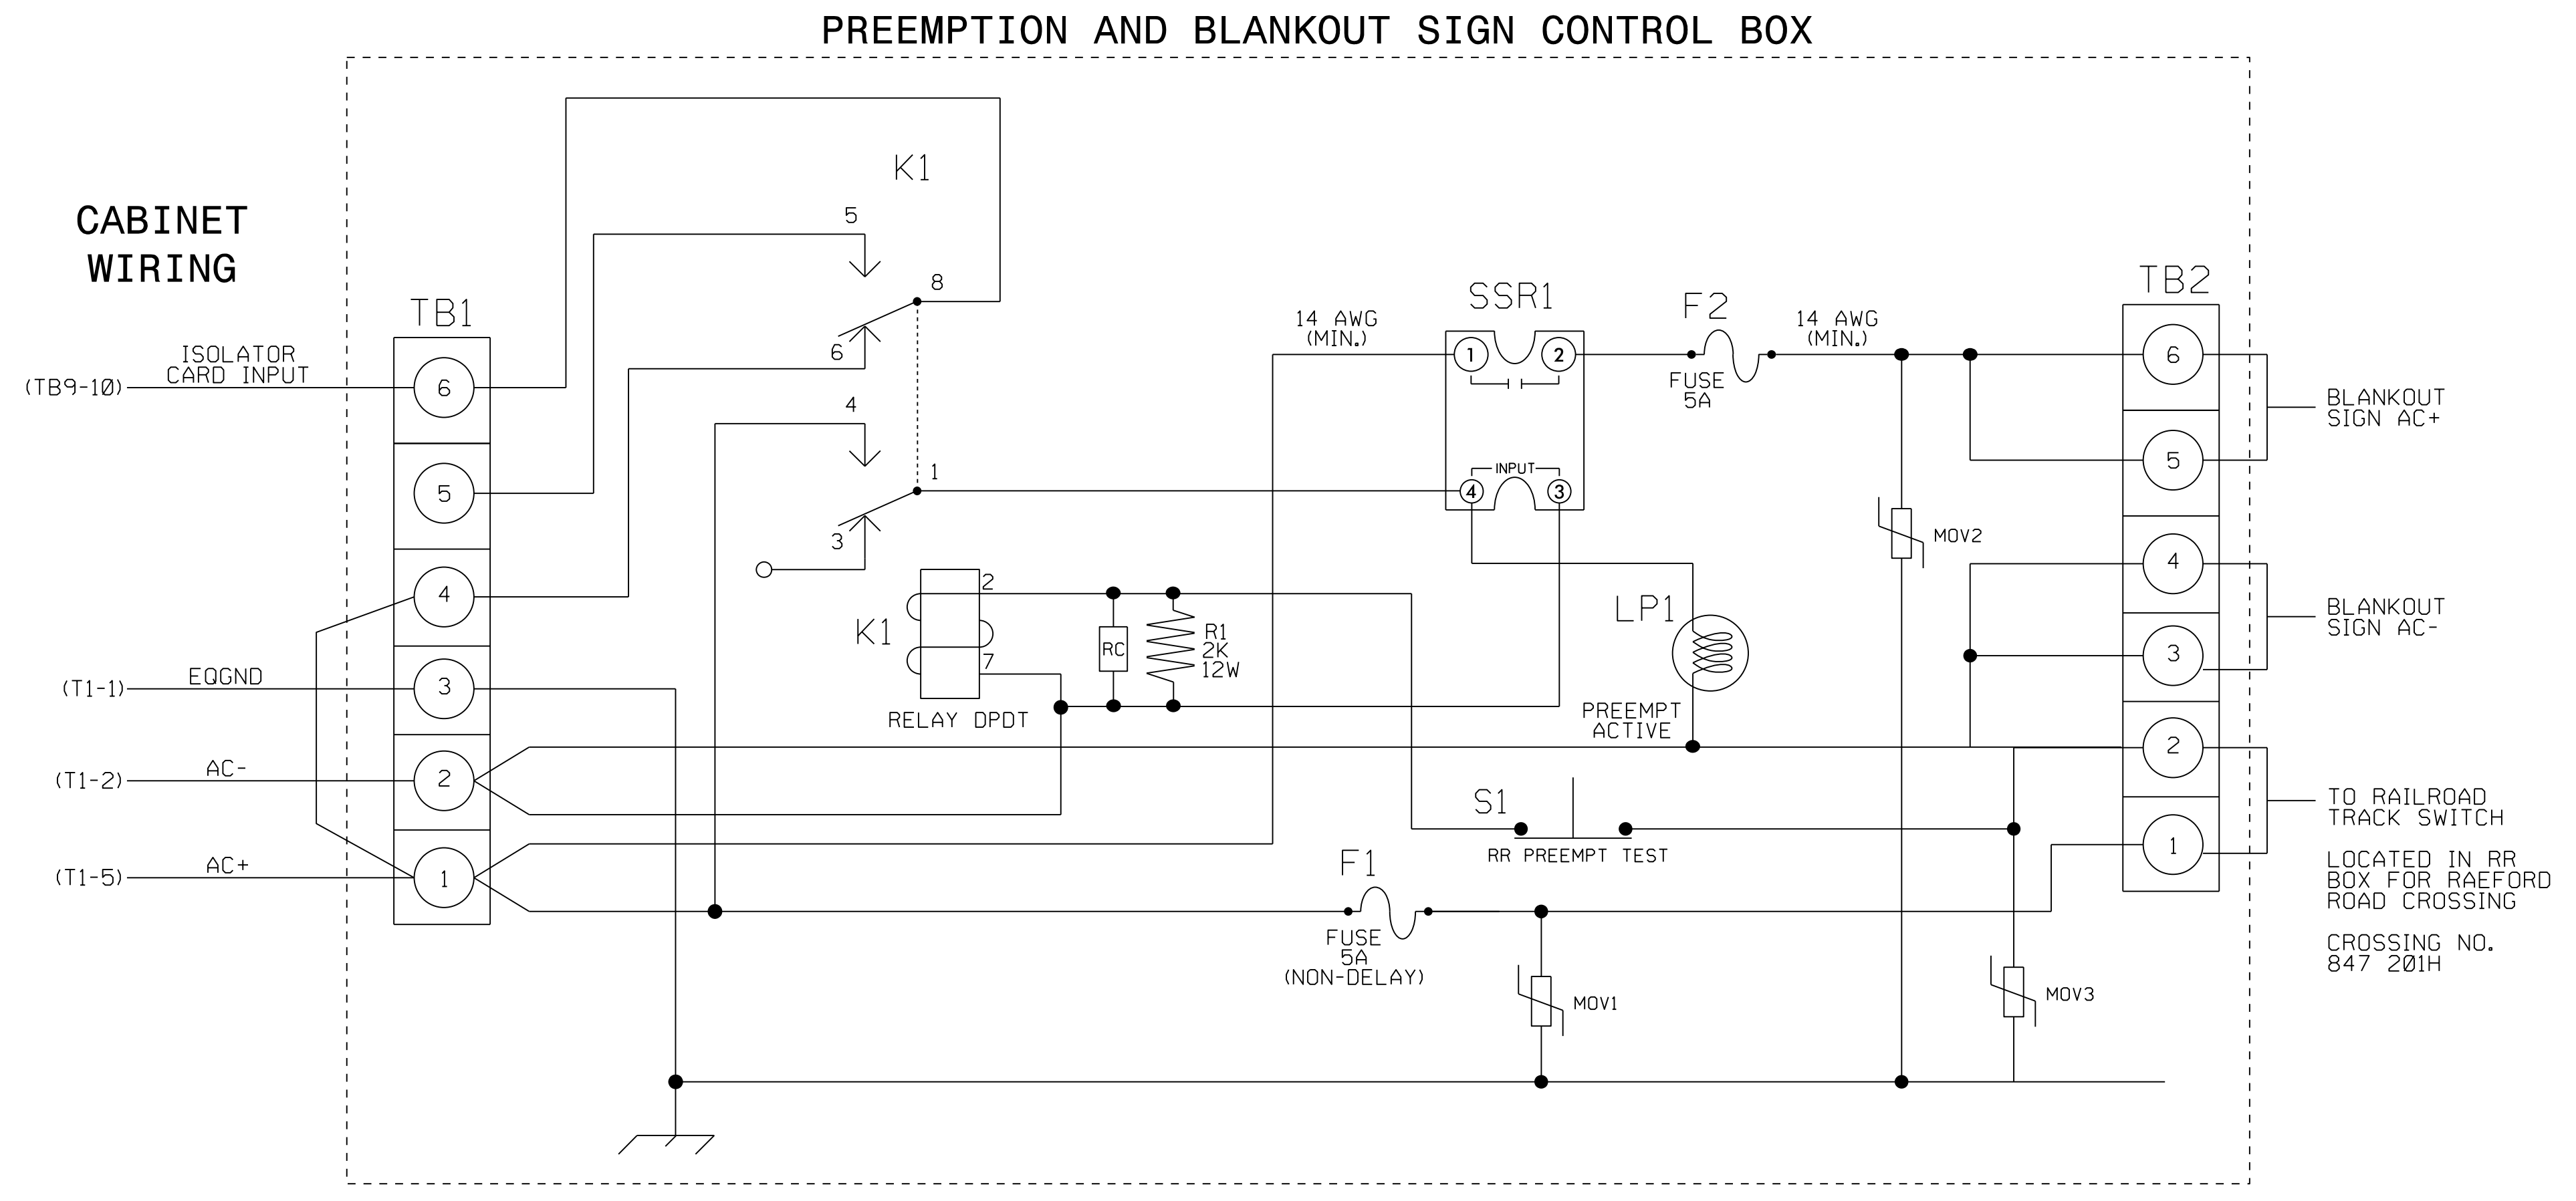 PREEMPTION AND BLANKOUT SIGN CONTROL BOX
CABINET
WIRING
TB1
ISOLATOR
CARD INPUT
(TB9-10)
6
5
4
(T1-1)
EQGND
3
(T1-2)
AC-
2
(T1-5)
AC+
1
K1
5
8
6
4
1
3
K1
2
7
RELAY DPDT
RC
R1
2K
12W
14 AWG
(MIN.)
SSR1
1
2
INPUT
4
3
F2
FUSE
5A
14 AWG
(MIN.)
LP1
PREEMPT
ACTIVE
S1
RR PREEMPT TEST
F1
FUSE
5A
(NON-DELAY)
MOV1
MOV2
MOV3
TB2
6
5
4
3
2
1
BLANKOUT
SIGN AC+
BLANKOUT
SIGN AC-
TO RAILROAD
TRACK SWITCH
LOCATED IN RR
BOX FOR RAEFORD
ROAD CROSSING
CROSSING NO.
847 201H